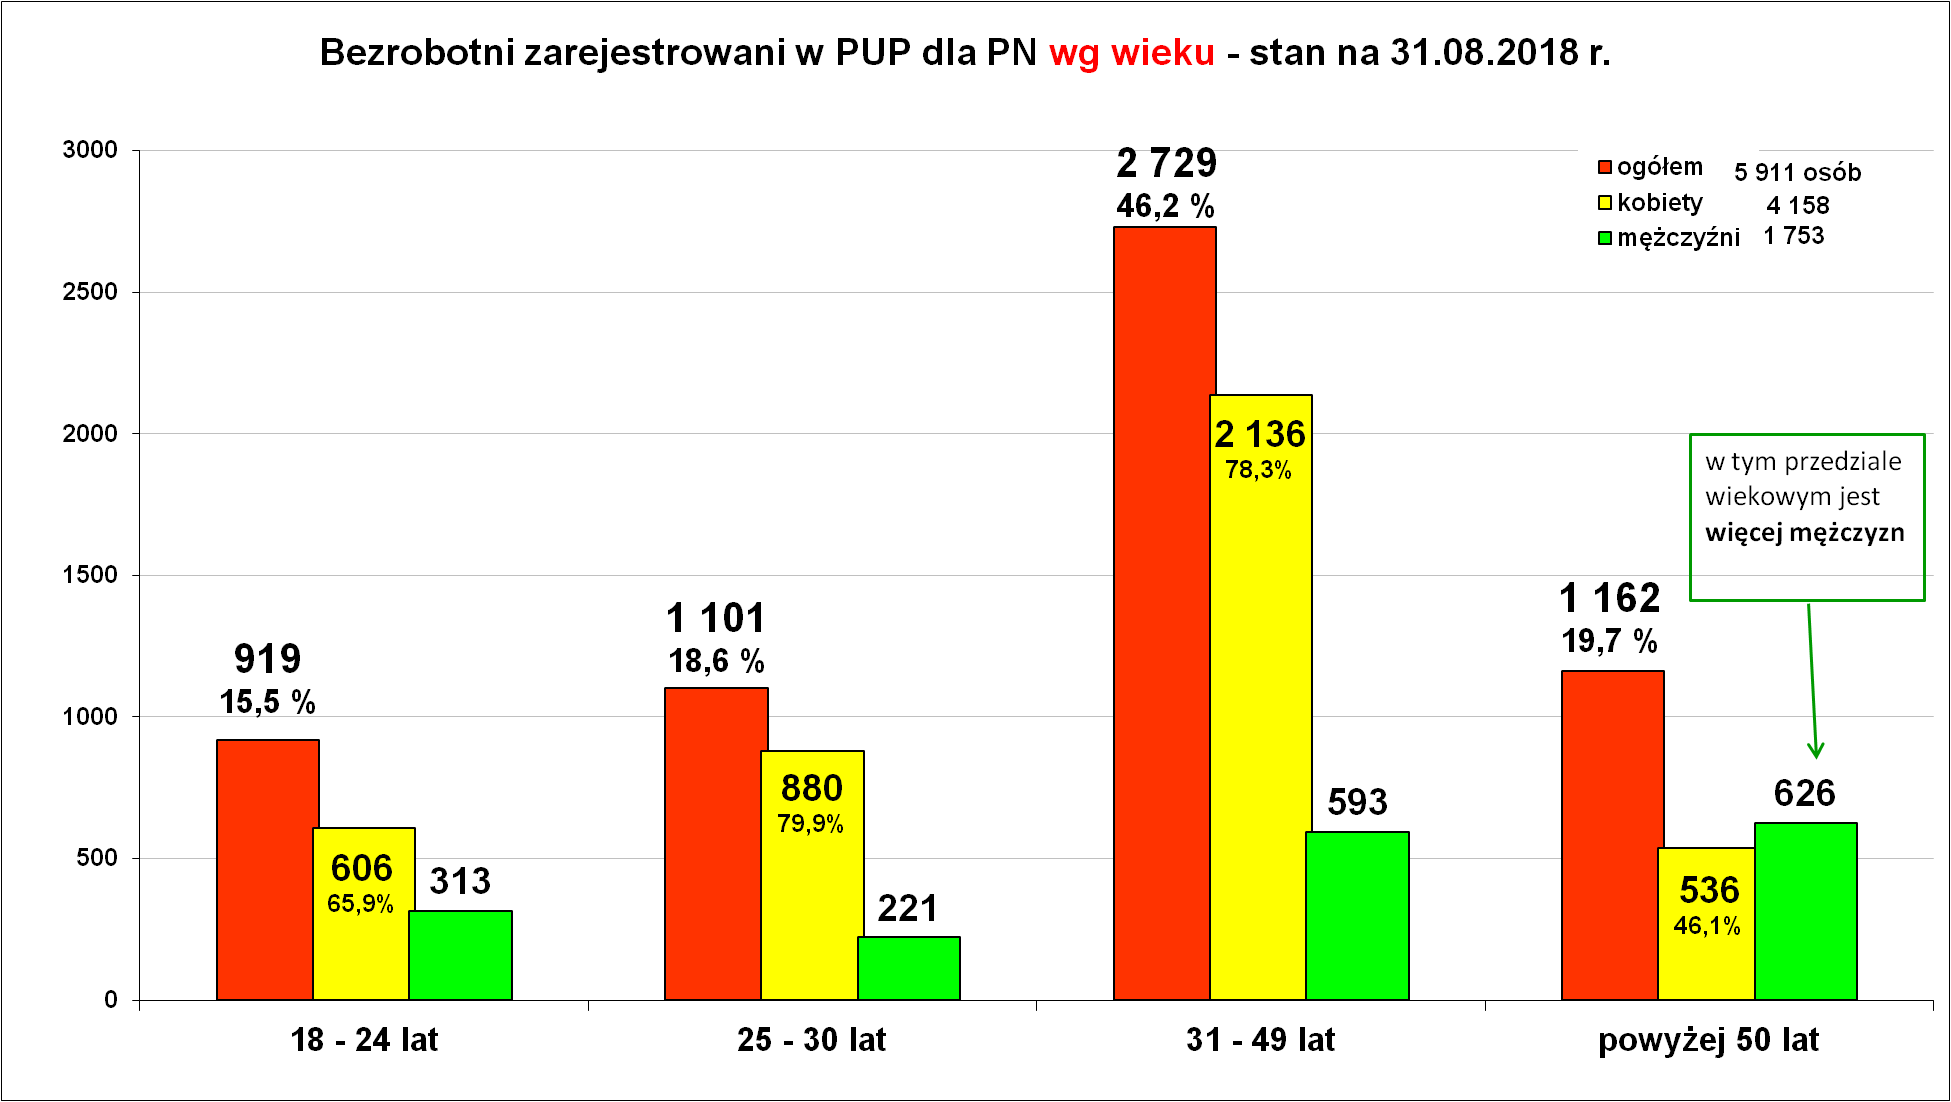 Bezrobotni zarejestrowani w PUP dla PN wg wieku - stan na 31.08.2018 r.
ogółem 5 911 osób
kobiety 4 158
mężczyźni 1 753
3000
2500
2000
1500
1000
500
0
919
15,5 %
606
65,9%
313
1 101
18,6 %
880
79,9%
221
2 729
46,2 %
2 136
78,3%
593
1 162
19,7 %
536
46,1%
626
w tym przedziale
wiekowym jest
więcej mężczyzn
18 - 24 lat
25 - 30 lat
31 - 49 lat
powyżej 50 lat